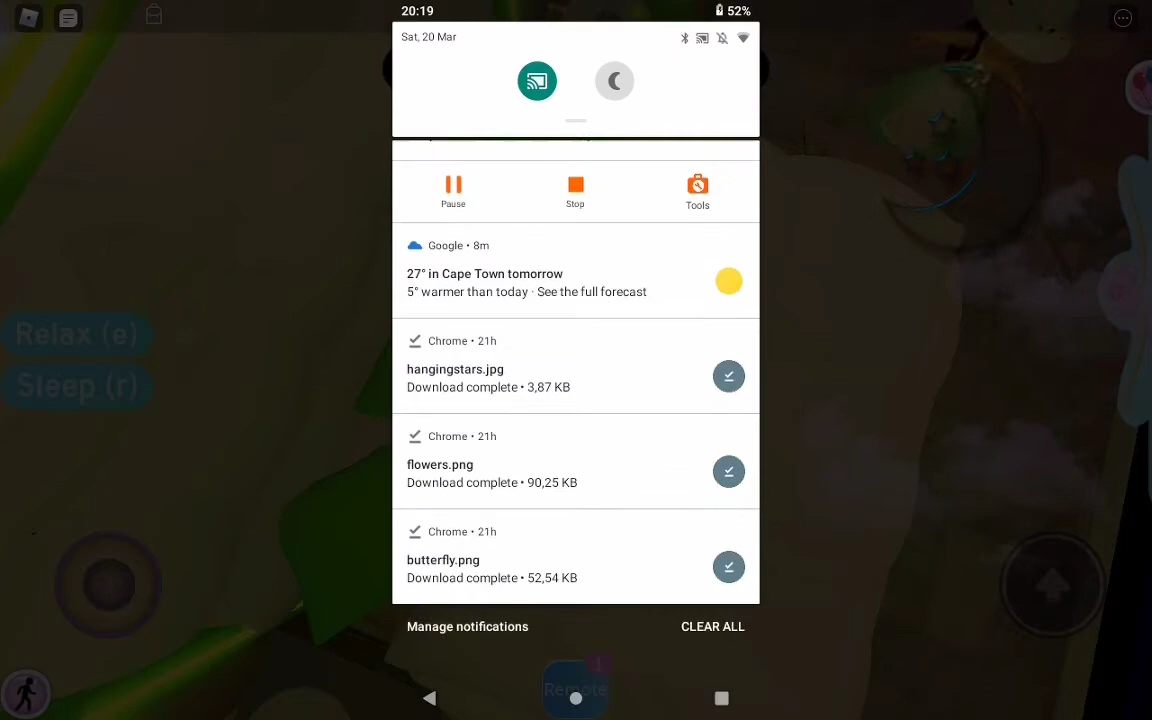 20:19
52%
Sat, 20 Mar
Pause
Stop
Tools
Google • 8m
27° in Cape Town tomorrow
5° warmer than today · See the full forecast
Chrome • 21h
hangingstars.jpg
Download complete • 3,87 KB
Chrome • 21h
flowers.png
Download complete • 90,25 KB
Chrome • 21h
butterfly.png
Download complete • 52,54 KB
Manage notifications
CLEAR ALL
Relax (e)
Sleep (r)
1
Remote